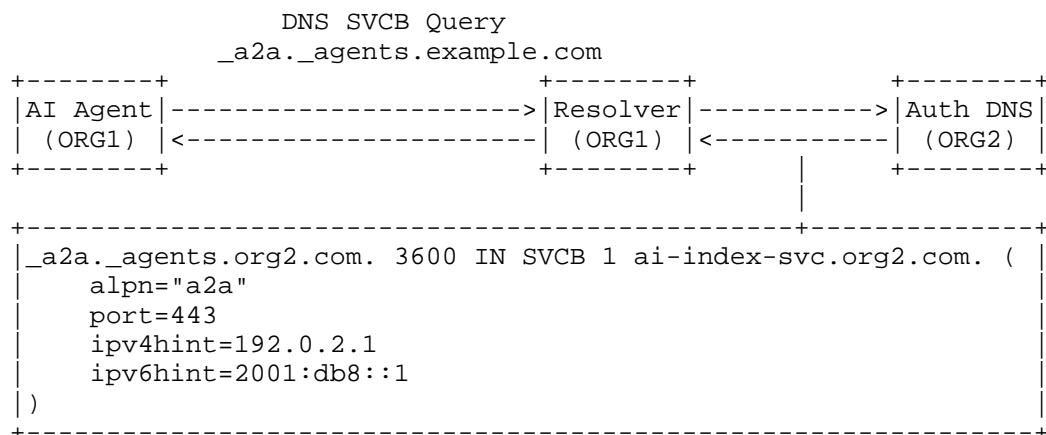 DNS SVCB Query
_a2a._agents.example.com
+--------+                       +--------+            +--------+
|AI Agent|---------------------->|Resolver|----------->|Auth DNS|
| (ORG1) |<----------------------| (ORG1) |<-----------| (ORG2) |
+--------+                       +--------+      |     +--------+
|
+------------------------------------------------+--------------+
|_a2a._agents.org2.com. 3600 IN SVCB 1 ai-index-svc.org2.com. ( |
|    alpn="a2a"                                                 |
|    port=443                                                   |
|    ipv4hint=192.0.2.1                                         |
|    ipv6hint=2001:db8::1                                       |
|)                                                              |
+---------------------------------------------------------------+